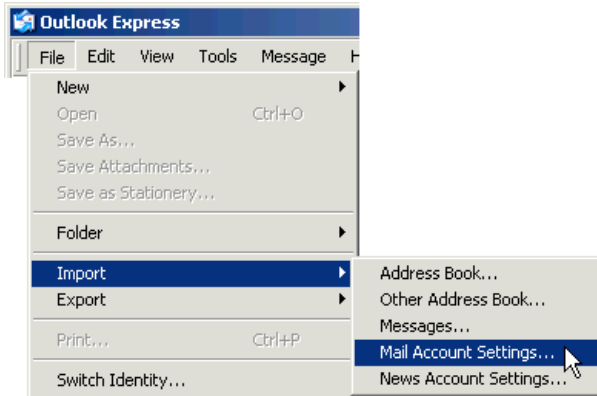 Outlook Express
File Edit View Tools Message
New
Open Ctrl+O
Save As...
Save Attachments...
Save as Stationery...
Folder
Import
Export
Print... Ctrl+P
Switch Identity...
Address Book...
Other Address Book...
Messages...
Mail Account Settings...
News Account Settings...